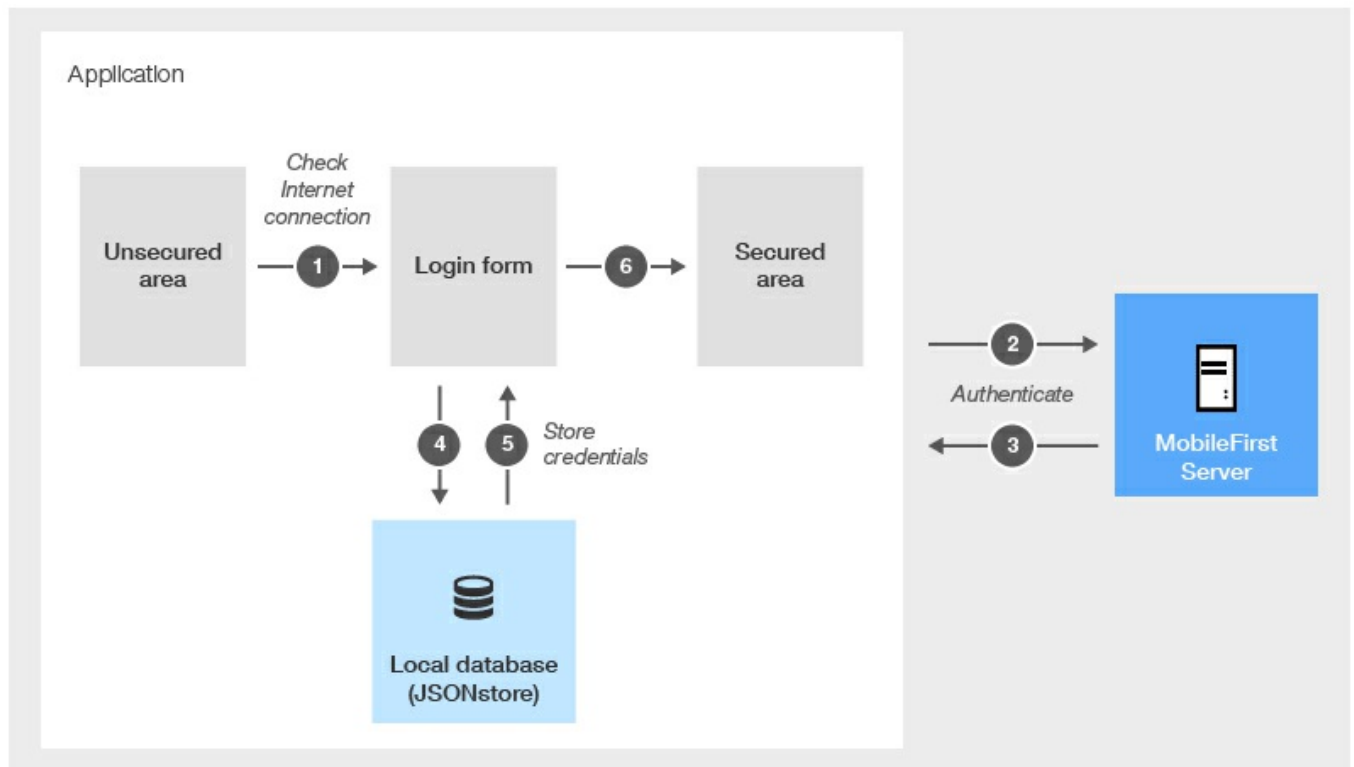 Application
Check
Internet
connection
Unsecured
area
1
Login form
6
Secured
area
2
Authenticate
3
MobileFirst
Server
4
5
Store
credentials
Local database
(JSONstore)